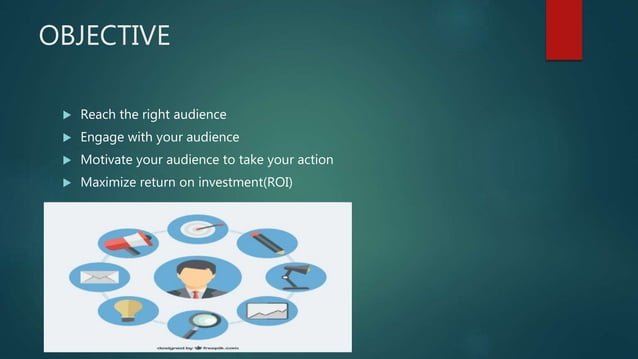 OBJECTIVE
Reach the right audience
Engage with your audience
Motivate your audience to take your action
Maximize return on investment(ROI)
designed by freepik.com